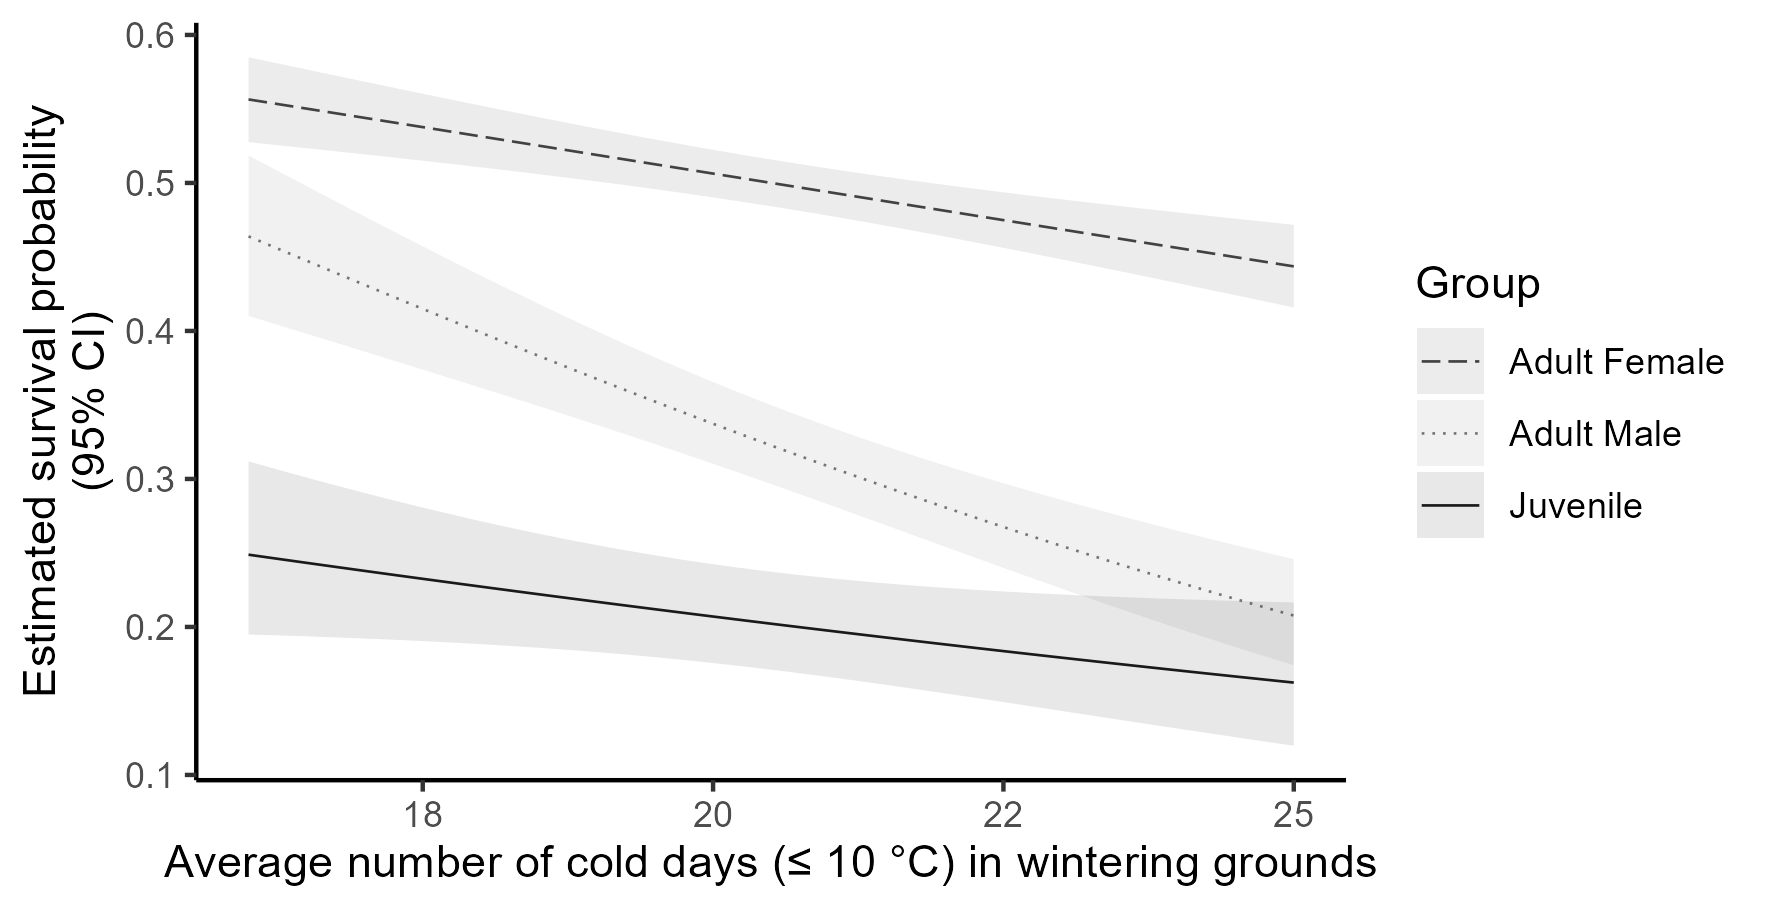 Estimated survival probability
(95% CI)
0.6
0.5
0.4
0.3
0.2
0.1
18 20 22 25
Average number of cold days (≤ 10 °C) in wintering grounds
Group
Adult Female
Adult Male
Juvenile